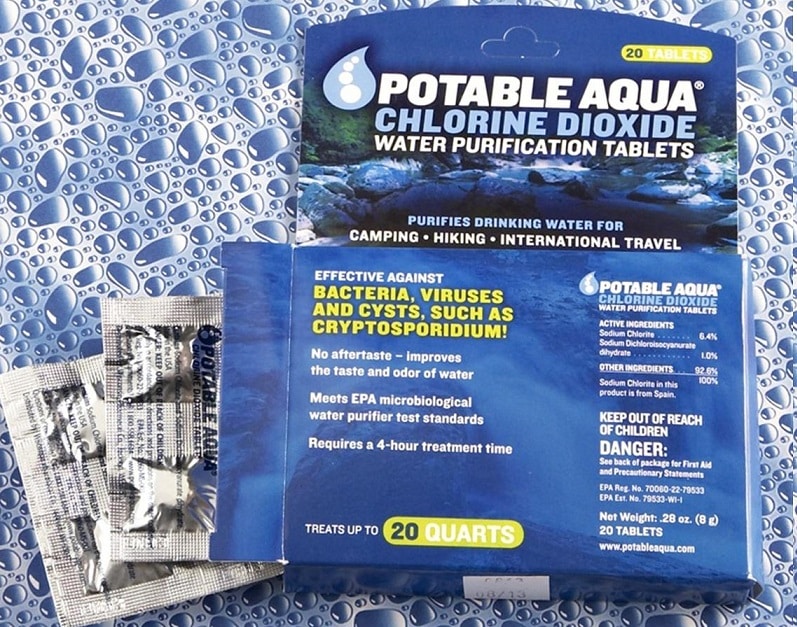 20 TABLETS
POTABLE AQUA®
CHLORINE DIOXIDE
WATER PURIFICATION TABLETS
PURIFIES DRINKING WATER FOR
CAMPING • HIKING • INTERNATIONAL TRAVEL
EFFECTIVE AGAINST
BACTERIA, VIRUSES
AND CYSTS, SUCH AS
CRYPTOSPORIDIUM!
No aftertaste – improves
the taste and odor of water
Meets EPA microbiological
water purifier test standards
Requires a 4-hour treatment time
TREATS UP TO 20 QUARTS
POTABLE AQUA®
CHLORINE DIOXIDE
WATER PURIFICATION TABLETS
ACTIVE INGREDIENTS
Sodium Chlorite ........ 6.4%
Sodium Dichloroisocyanurate
dihydrate ............ 1.0%
OTHER INGREDIENTS ..... 92.6%
100%
Sodium Chlorite in this
product is from Spain.
KEEP OUT OF REACH
OF CHILDREN
DANGER:
See back of package for First Aid
and Precautionary Statements
EPA Reg. No. 70060-22-79533
EPA Est. No. 79533-WI-1
Net Weight: .28 oz. (8 g)
20 TABLETS
www.potableaqua.com
08/13
POTABLE AQUA